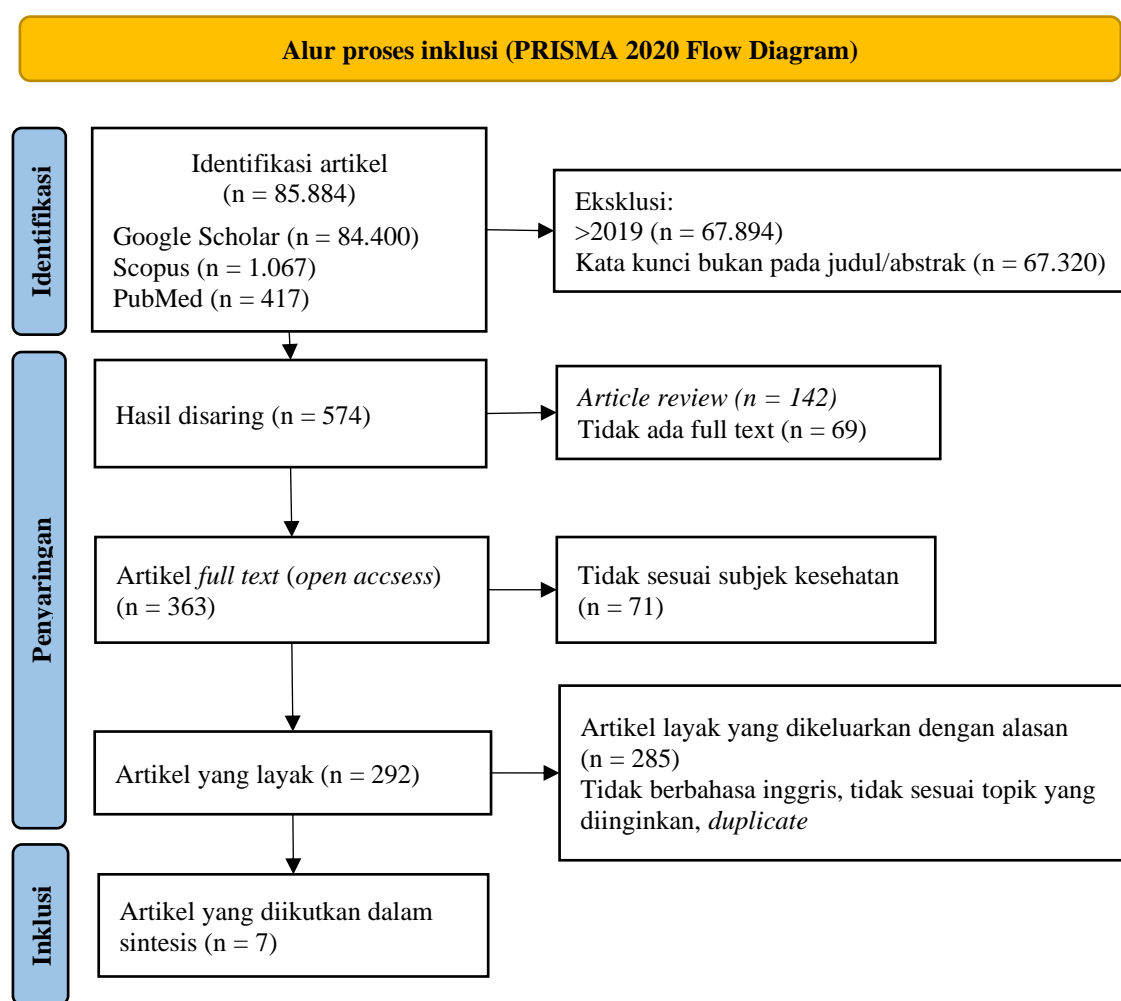 Alur proses inklusi (PRISMA 2020 Flow Diagram)
Identifikasi
Identifikasi artikel
(n = 85.884)
Google Scholar (n = 84.400)
Scopus (n = 1.067)
PubMed (n = 417)
Eksklusi:
>2019 (n = 67.894)
Kata kunci bukan pada judul/abstrak (n = 67.320)
Penyaringan
Hasil disaring (n = 574)
Article review (n = 142)
Tidak ada full text (n = 69)
Artikel full text (open accsess)
(n = 363)
Tidak sesuai subjek kesehatan
(n = 71)
Artikel yang layak (n = 292)
Artikel layak yang dikeluarkan dengan alasan
(n = 285)
Tidak berbahasa inggris, tidak sesuai topik yang
diinginkan, duplicate
Inklusi
Artikel yang diikutkan dalam
sintesis (n = 7)